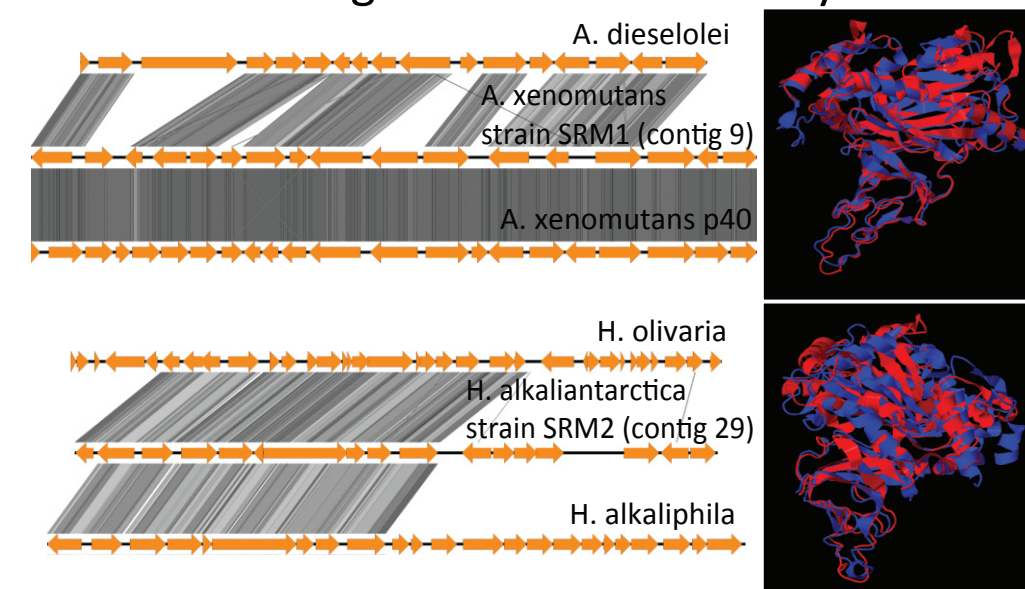 A. dieselolei
A. xenomutans
strain SRM1 (contig 9)
A. xenomutans p40
H. olivaria
H. alkaliantarctica
strain SRM2 (contig 29)
H. alkaliphila